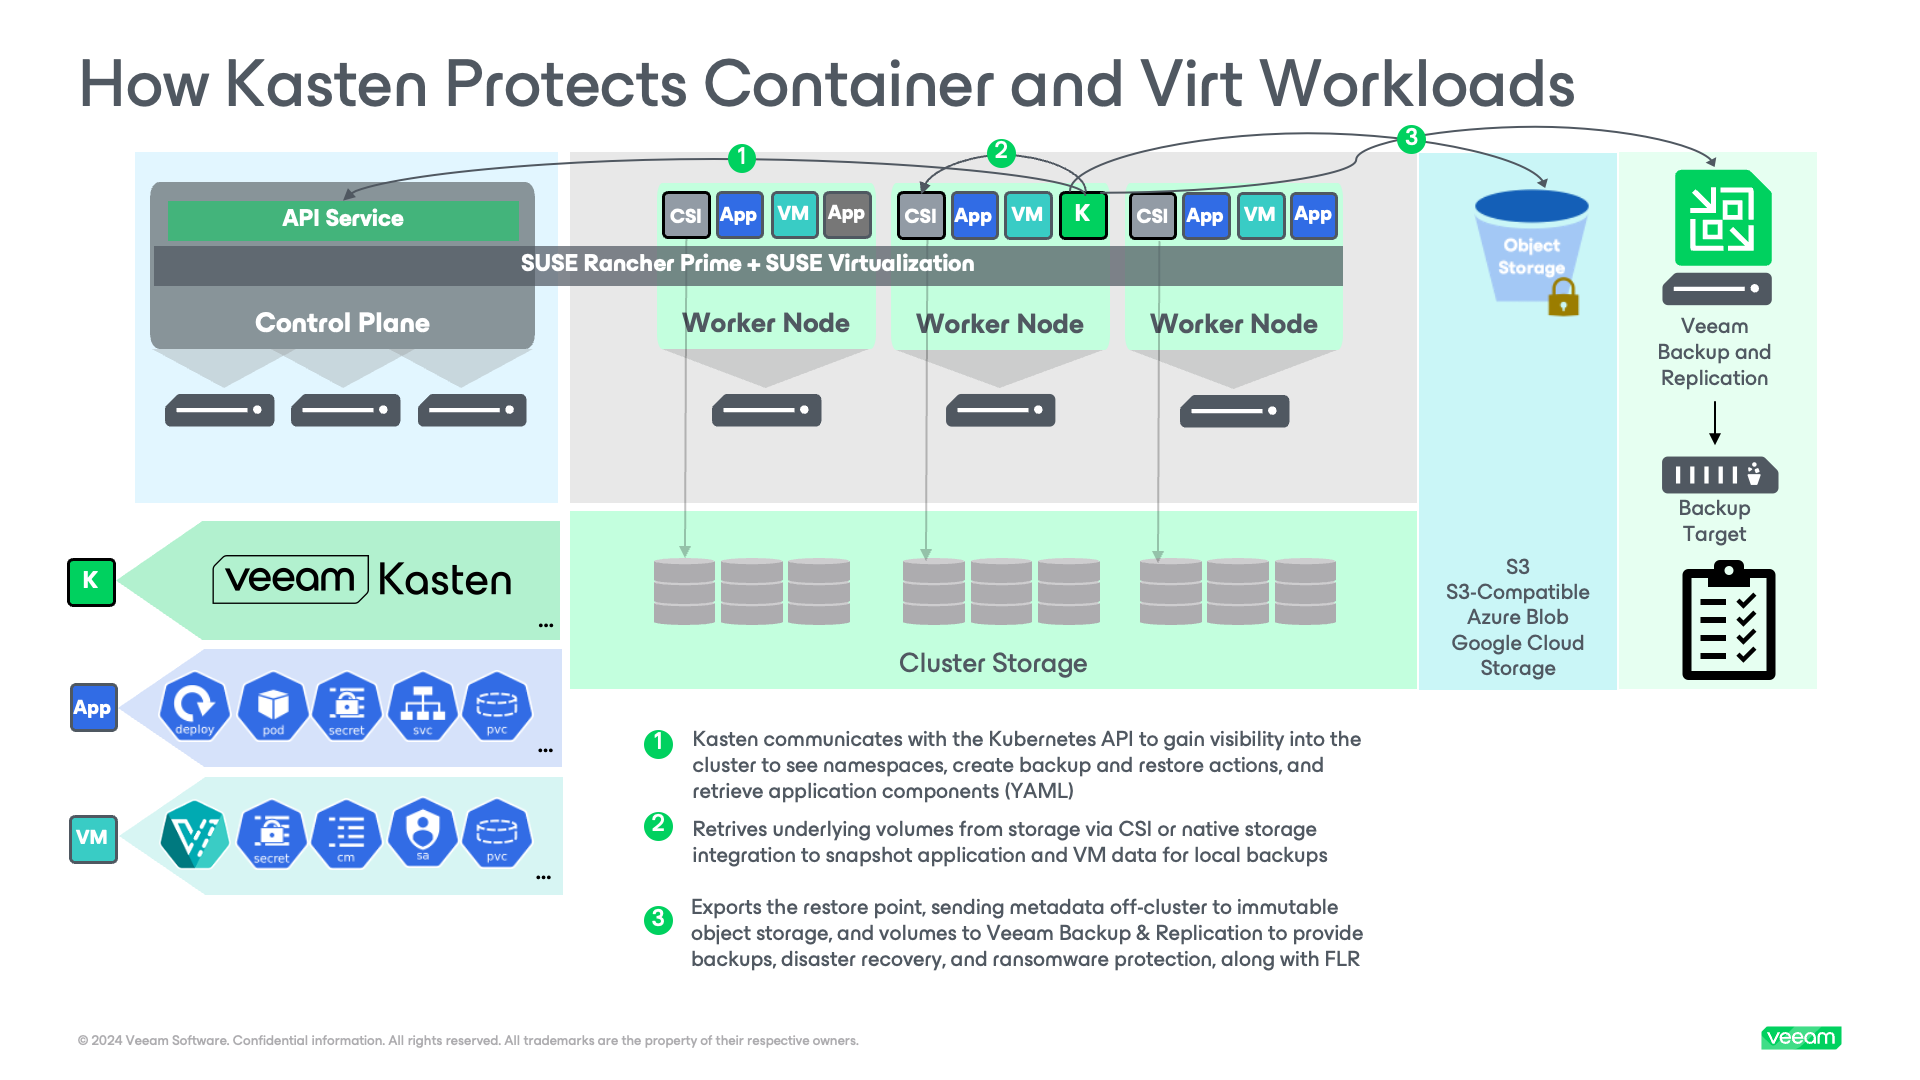 How Kasten Protects Container and Virt Workloads
1
2
3
API Service
CSI
App
VM
App
CSI
App
VM
K
CSI
App
VM
App
SUSE Rancher Prime + SUSE Virtualization
Control Plane
Worker Node
Worker Node
Worker Node
Object
Storage
Veeam
Backup and
Replication
Backup
Target
K
veeam Kasten
...
App
deploy
pod
secret
svc
pvc
...
VM
secret
cm
sa
pvc
...
Cluster Storage
S3
S3-Compatible
Azure Blob
Google Cloud
Storage
1
Kasten communicates with the Kubernetes API to gain visibility into the
cluster to see namespaces, create backup and restore actions, and
retrieve application components (YAML)
2
Retrives underlying volumes from storage via CSI or native storage
integration to snapshot application and VM data for local backups
3
Exports the restore point, sending metadata off-cluster to immutable
object storage, and volumes to Veeam Backup & Replication to provide
backups, disaster recovery, and ransomware protection, along with FLR
© 2024 Veeam Software. Confidential information. All rights reserved. All trademarks are the property of their respective owners.
veeam